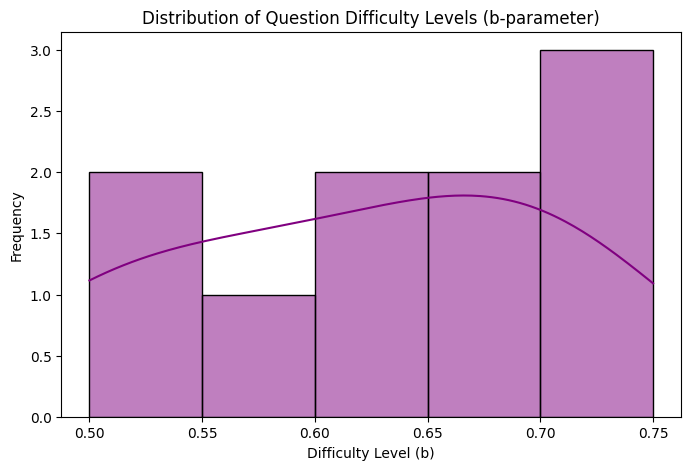 Distribution of Question Difficulty Levels (b-parameter)
Frequency
3.0
2.5
2.0
1.5
1.0
0.5
0.0
0.50 0.55 0.60 0.65 0.70 0.75
Difficulty Level (b)